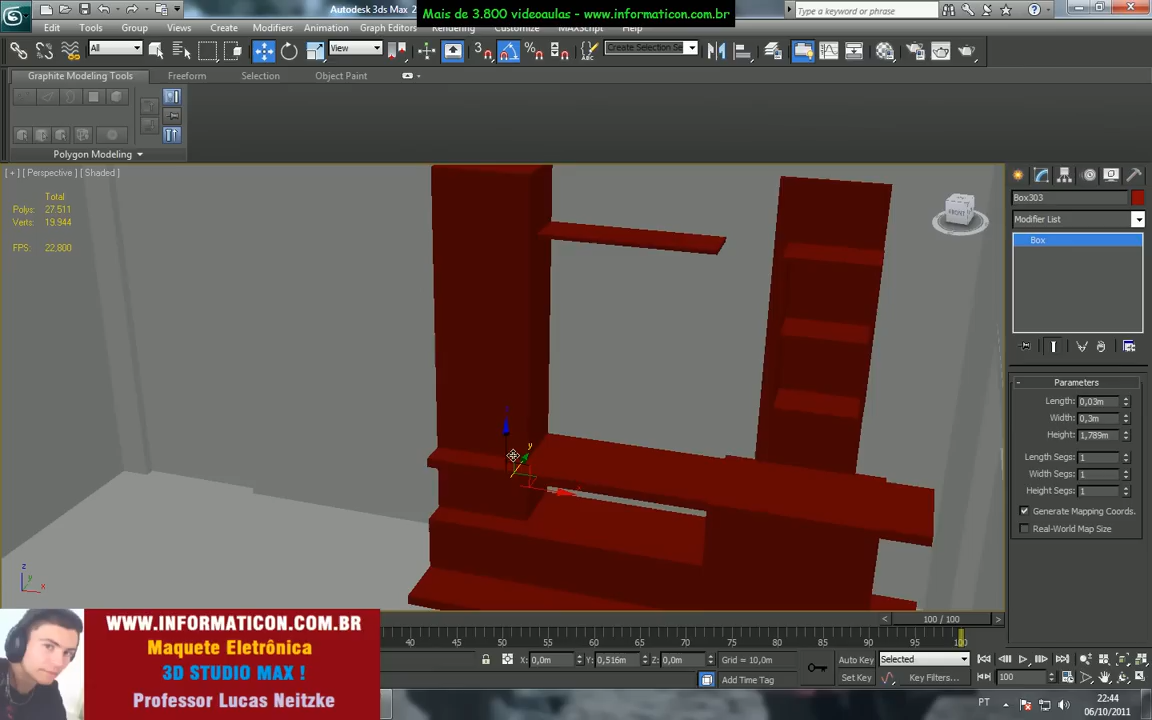 Autodesk 3ds Max 2
Mais de 3.800 videoaulas - www.informaticon.com.br
Type a keyword or phrase
Edit Tools Group Views Create Modifiers Animation Graph Editors Rendering Customize MAXScript Help
All
View
Create Selection Se
Graphite Modeling Tools Freeform Selection Object Paint
Polygon Modeling
[ + ] [ Perspective ] [ Shaded ]
Total
Polys: 27.511
Verts: 19.944
FPS: 22.800
FRONT
Box303
Modifier List
Box
Parameters
Length: 0,03m
Width: 0,3m
Height: 1,789m
Length Segs: 1
Width Segs: 1
Height Segs: 1
Generate Mapping Coords.
Real-World Map Size
z
y
x
y
100 / 100
40 45 50 55 60 65 70 75 80 85 90 95 100
X: 0,0m Y: 0,516m Z: 0,0m Grid = 10,0m
Add Time Tag
Auto Key Selected
Set Key Key Filters...
100
WWW.INFORMATICON.COM.BR
Maquete Eletrônica
3D STUDIO MAX !
Professor Lucas Neitzke
PT
22:44
06/10/2011